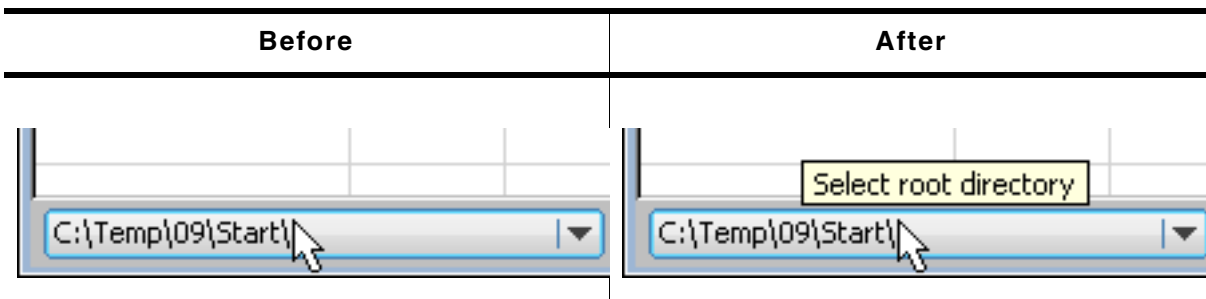 Before
After
C:\Temp\09\Start\
Select root directory
C:\Temp\09\Start\